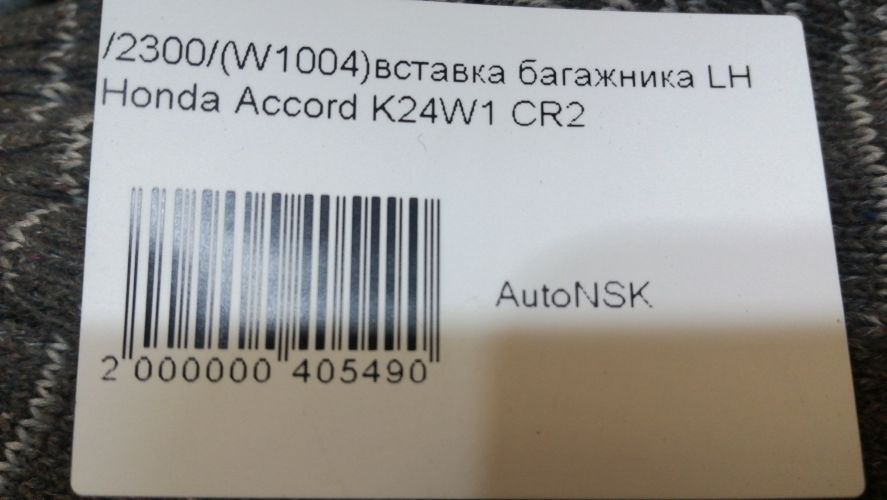 /2300/(W1004)вставка багажника LH
Honda Accord K24W1 CR2
AutoNSK
2 000000 405490